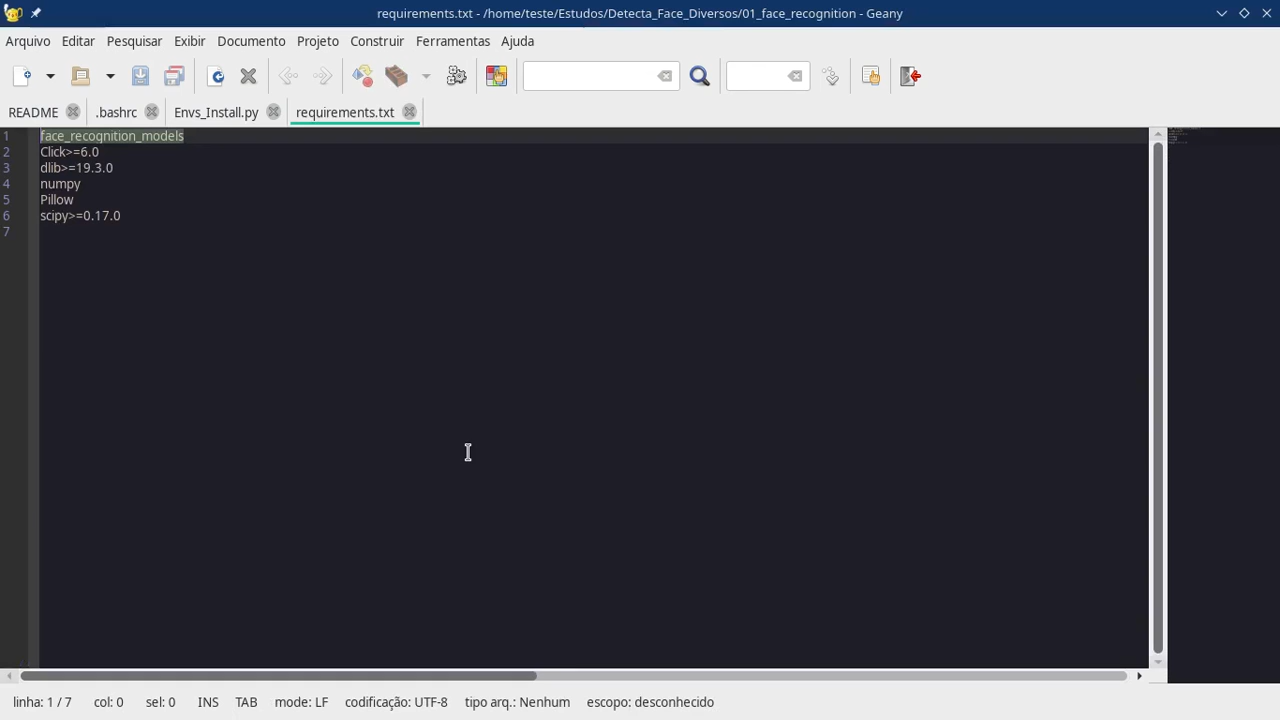 requirements.txt - /home/teste/Estudos/Detecta_Face_Diversos/01_face_recognition - Geany
Arquivo Editar Pesquisar Exibir Documento Projeto Construir Ferramentas Ajuda
README .bashrc Envs_Install.py requirements.txt
1 face_recognition_models
2 Click>=6.0
3 dlib>=19.3.0
4 numpy
5 Pillow
6 scipy>=0.17.0
7
linha: 1 / 7 col: 0 sel: 0 INS TAB mode: LF codificação: UTF-8 tipo arq.: Nenhum escopo: desconhecido